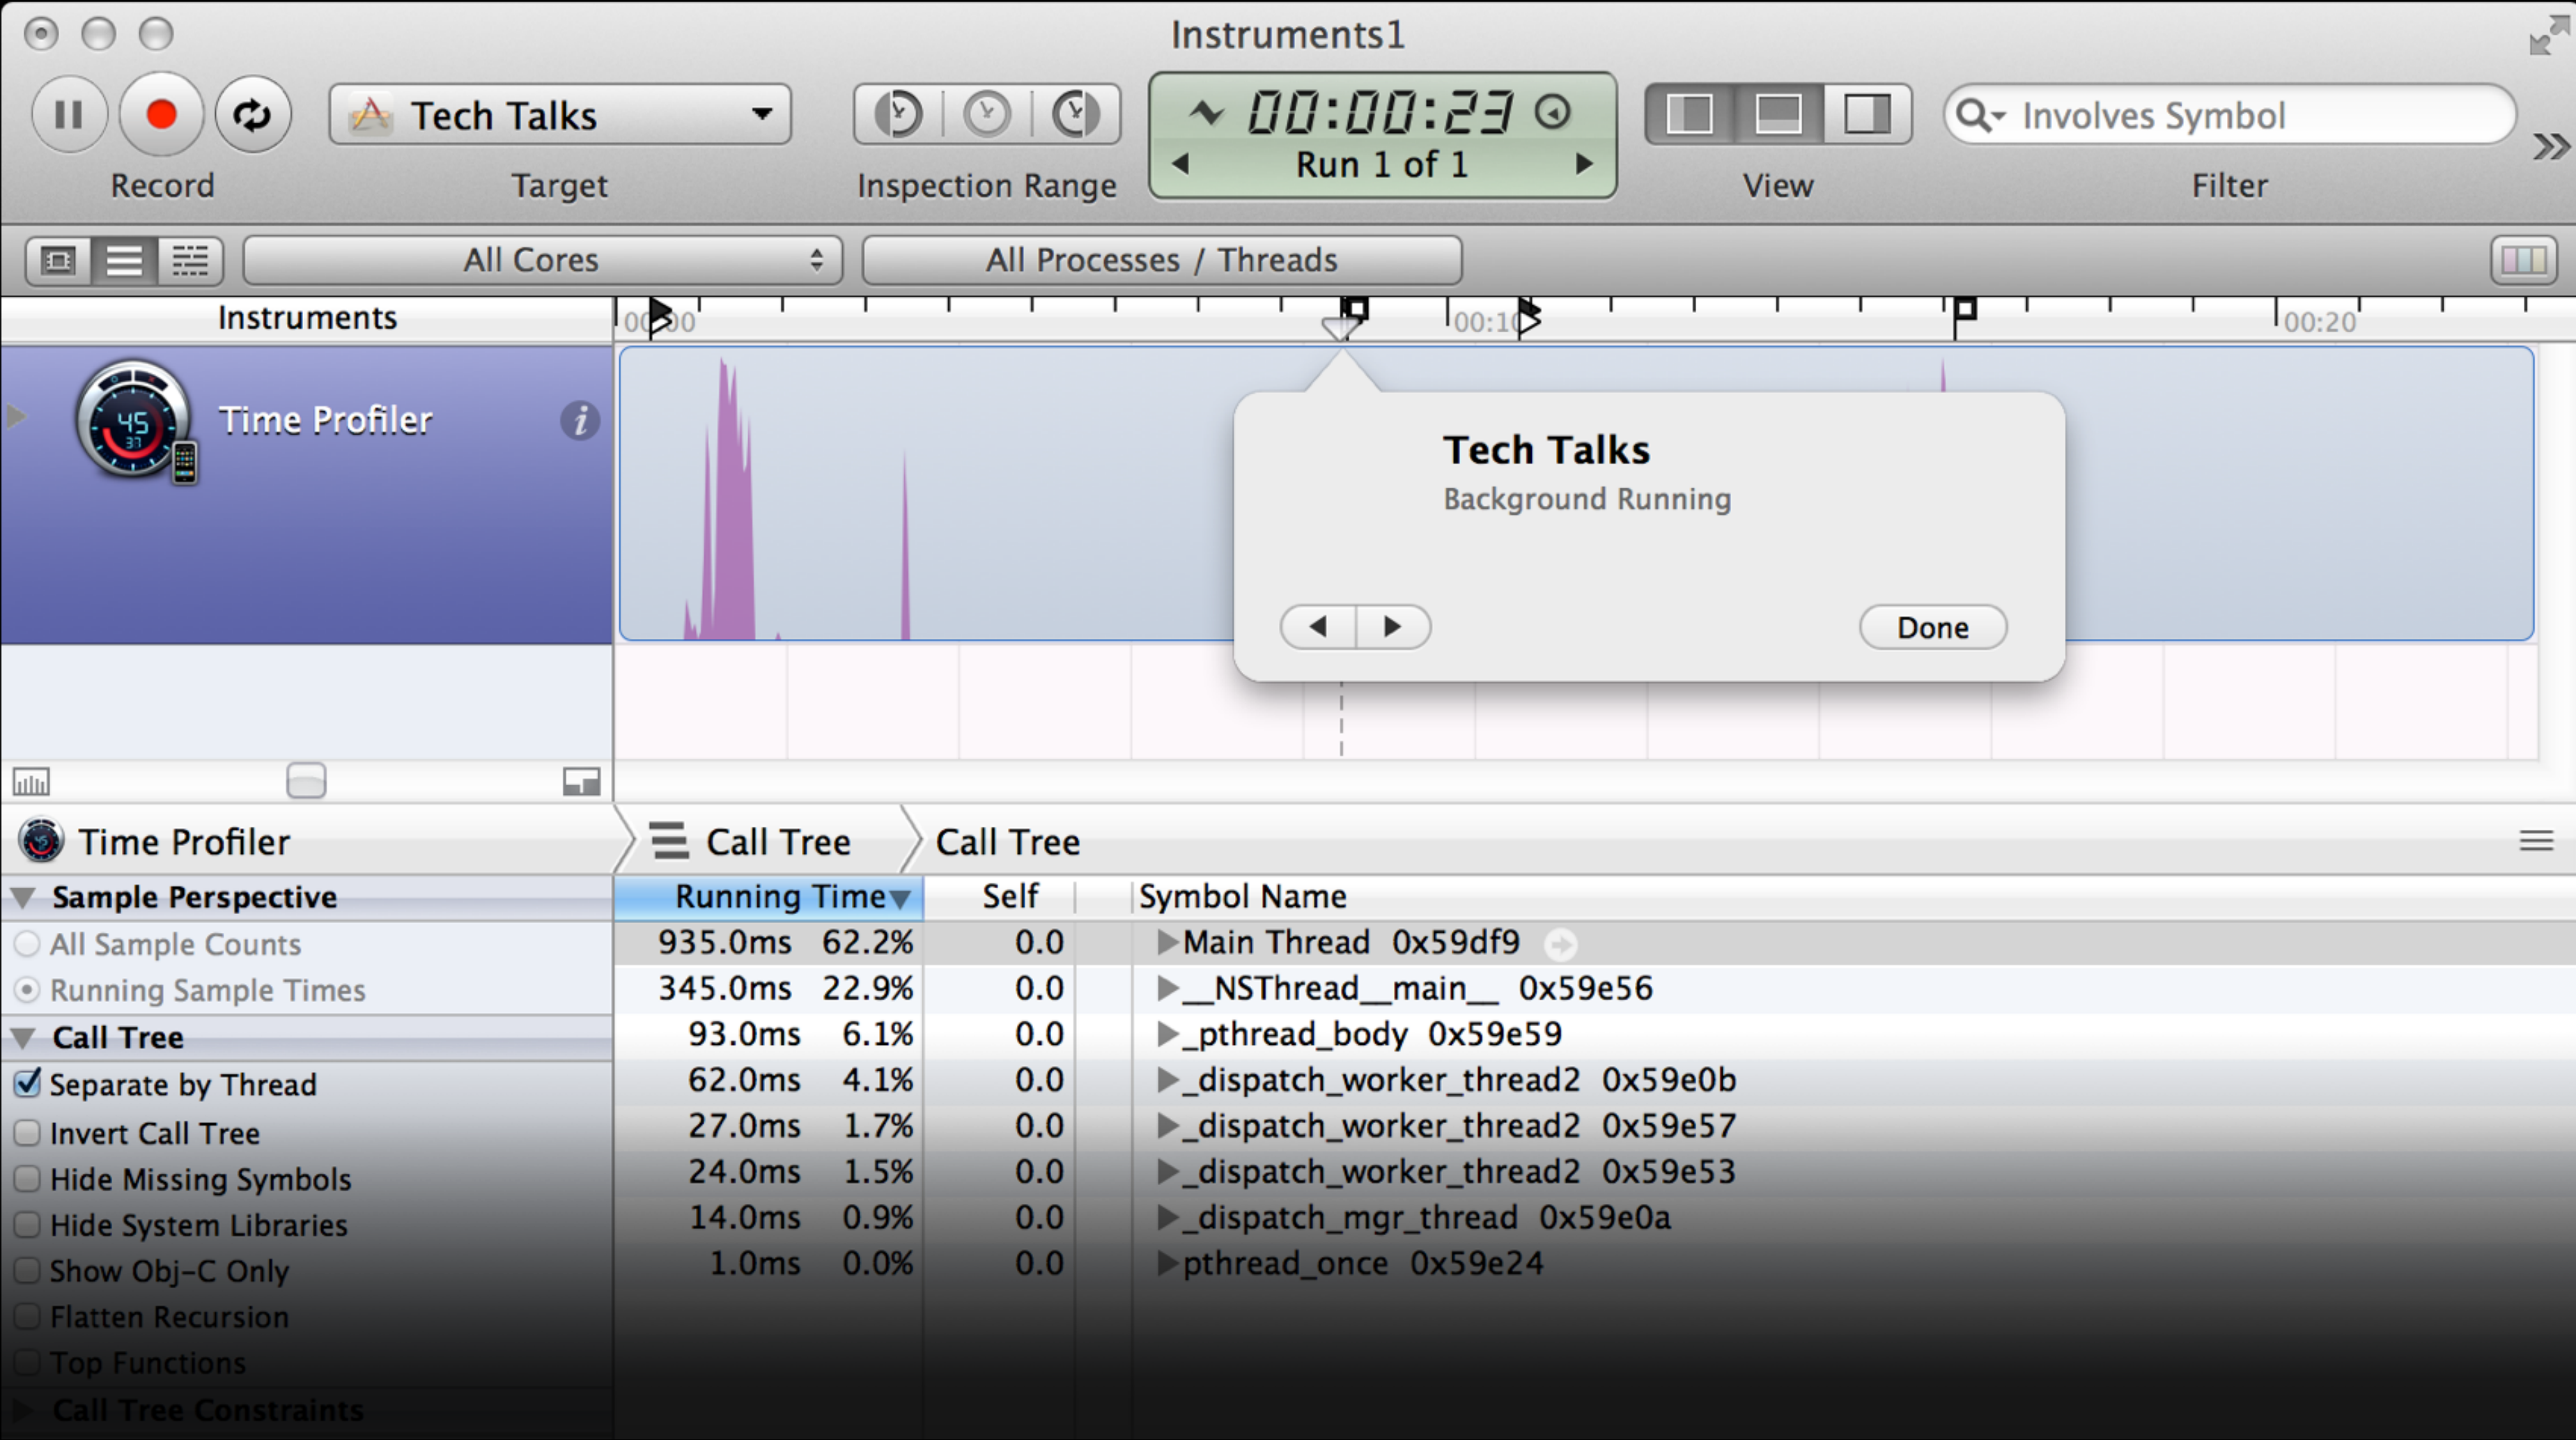 Instruments1
Tech Talks
00:00:23
Run 1 of 1
Involves Symbol
Record
Target
Inspection Range
View
Filter
All Cores
All Processes / Threads
Instruments
00:10
00:20
45
37
Time Profiler
Tech Talks
Background Running
Done
Time Profiler
Call Tree
Call Tree
Sample Perspective
Running Time
Self
Symbol Name
All Sample Counts
935.0ms 62.2% 0.0 Main Thread 0x59df9
Running Sample Times
345.0ms 22.9% 0.0 __NSThread__main__ 0x59e56
Call Tree
93.0ms 6.1% 0.0 _pthread_body 0x59e59
Separate by Thread
62.0ms 4.1% 0.0 _dispatch_worker_thread2 0x59e0b
Invert Call Tree
27.0ms 1.7% 0.0 _dispatch_worker_thread2 0x59e57
Hide Missing Symbols
24.0ms 1.5% 0.0 _dispatch_worker_thread2 0x59e53
Hide System Libraries
14.0ms 0.9% 0.0 _dispatch_mgr_thread 0x59e0a
Show Obj-C Only
1.0ms 0.0% 0.0 pthread_once 0x59e24
Flatten Recursion
Top Functions
Call Tree Constraints